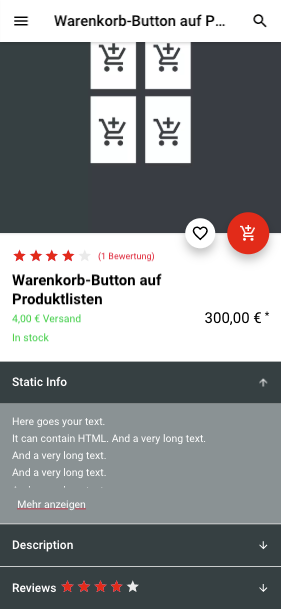 Warenkorb-Button auf P...
(1 Bewertung)
Warenkorb-Button auf
Produktlisten
4,00 € Versand
300,00 € *
In stock
Static Info
Here goes your text.
It can contain HTML. And a very long text.
And a very long text.
And a very long text.
Mehr anzeigen
Description
Reviews